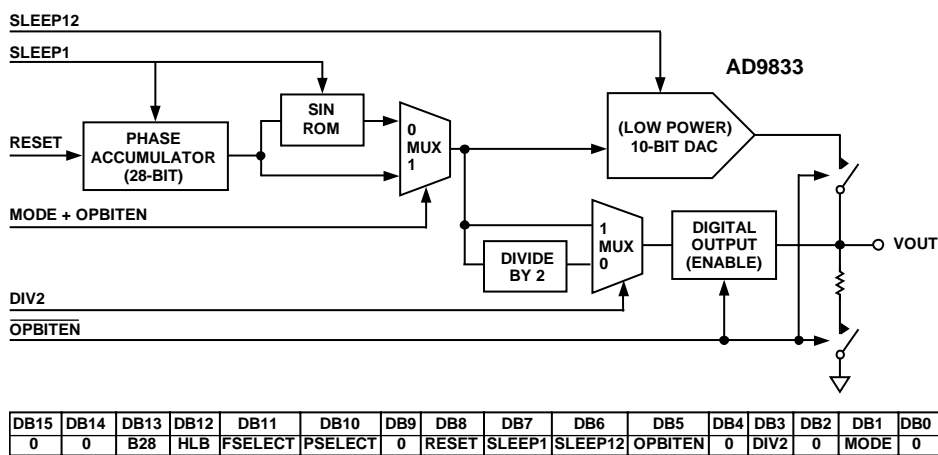 SLEEP12
SLEEP1
AD9833
RESET
PHASE
ACCUMULATOR
(28-BIT)
SIN
ROM
0
MUX
1
(LOW POWER)
10-BIT DAC
MODE + OPBITEN
1
MUX
0
DIVIDE
BY 2
DIGITAL
OUTPUT
(ENABLE)
VOUT
DIV2
OPBITEN
DB15 DB14 DB13 DB12 DB11 DB10 DB9 DB8 DB7 DB6 DB5 DB4 DB3 DB2 DB1 DB0
0 0 B28 HLB FSELECT PSELECT 0 RESET SLEEP1 SLEEP12 OPBITEN 0 DIV2 0 MODE 0